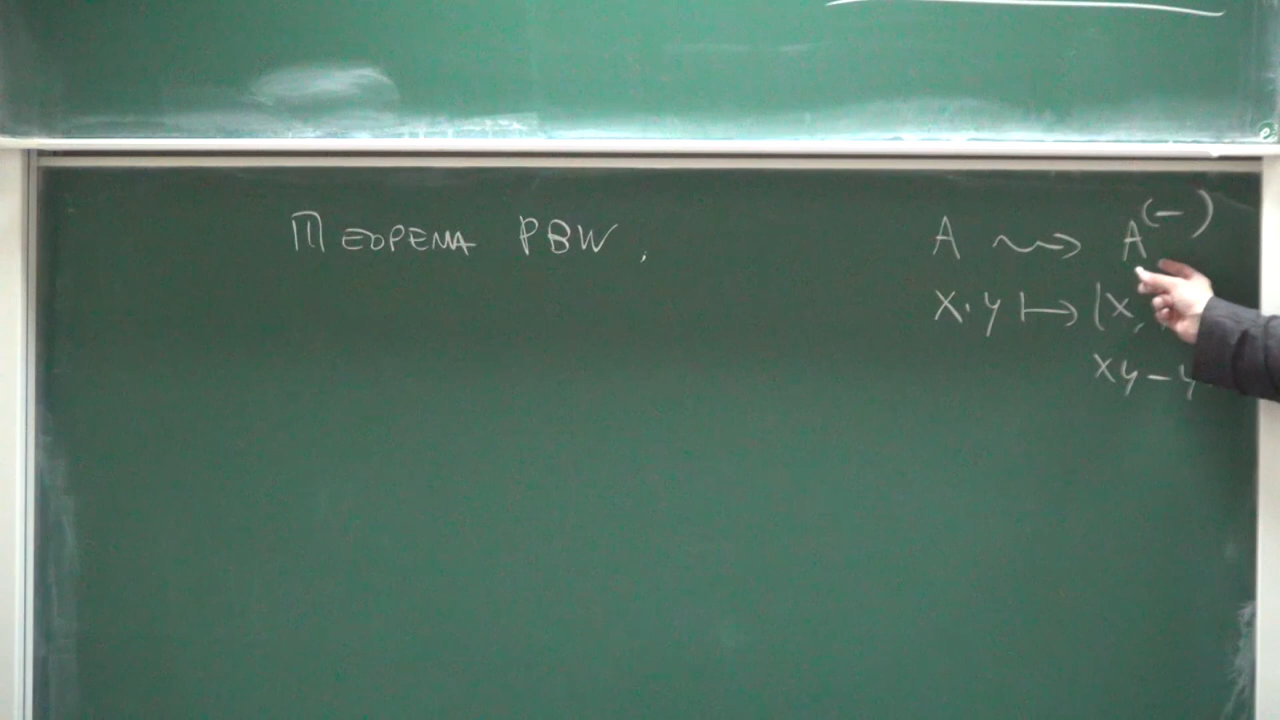 Теорема PBW,
A ⇝ A^(-)
x·y ↦ [x,
xy - y